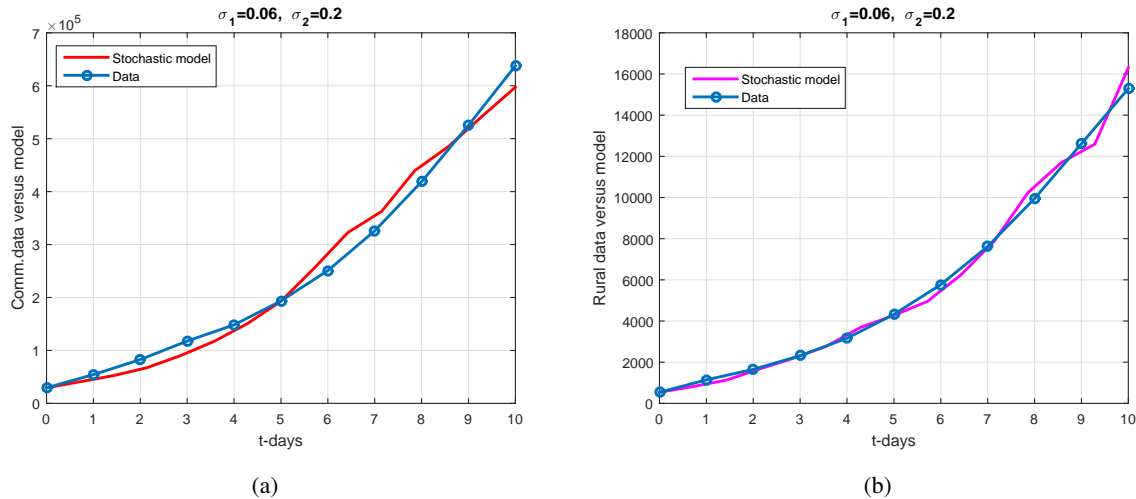 σ1=0.06, σ2=0.2
×10^5
7
6
5
4
3
2
1
0
Comm.data versus model
Stochastic model
Data
0 1 2 3 4 5 6 7 8 9 10
t-days
(a)
σ1=0.06, σ2=0.2
18000
16000
14000
12000
10000
8000
6000
4000
2000
0
Rural data versus model
Stochastic model
Data
0 1 2 3 4 5 6 7 8 9 10
t-days
(b)